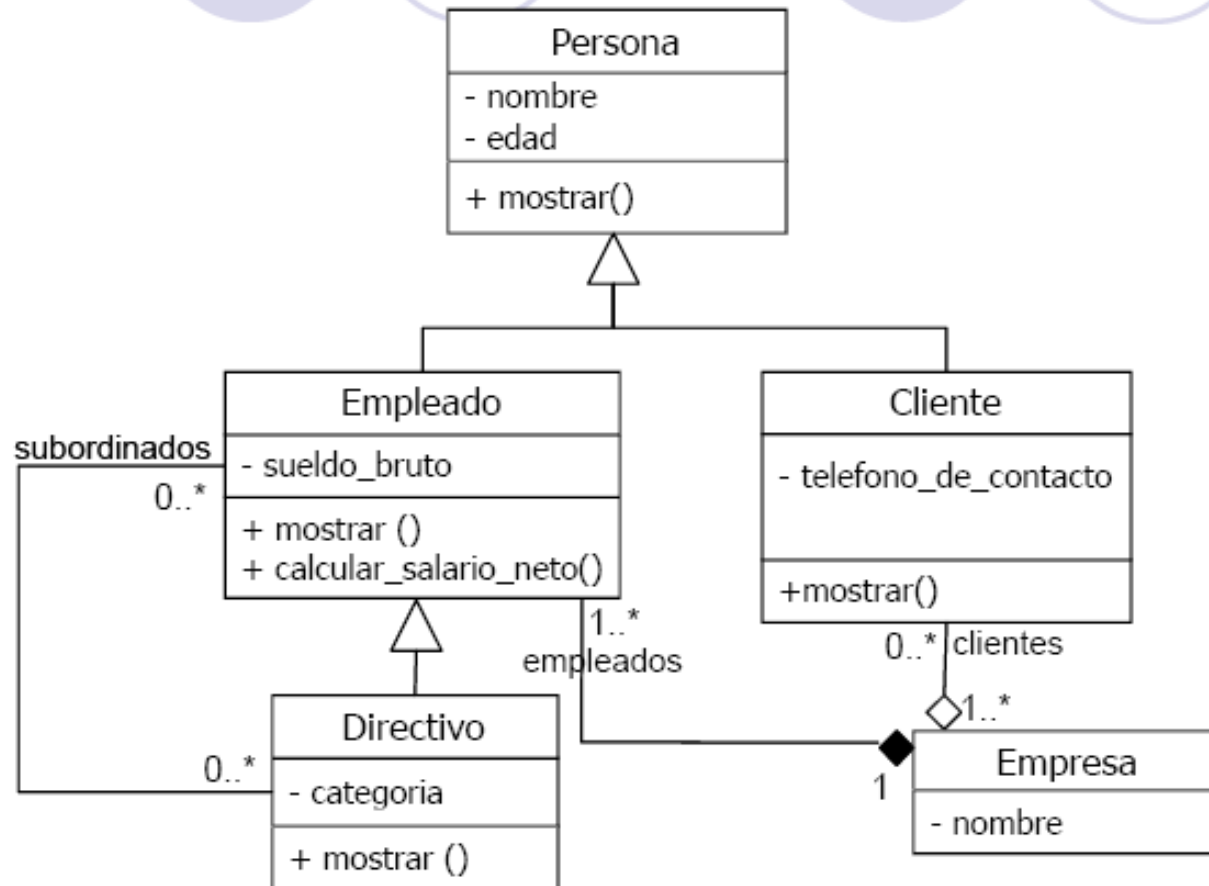 Persona
- nombre
- edad
+ mostrar()
Empleado
- sueldo_bruto
+ mostrar ()
+ calcular_salario_neto()
Cliente
- telefono_de_contacto
+mostrar()
subordinados
0..*
1..*
empleados
0..* clientes
1..*
Directivo
- categoria
+ mostrar ()
0..*
1
Empresa
- nombre